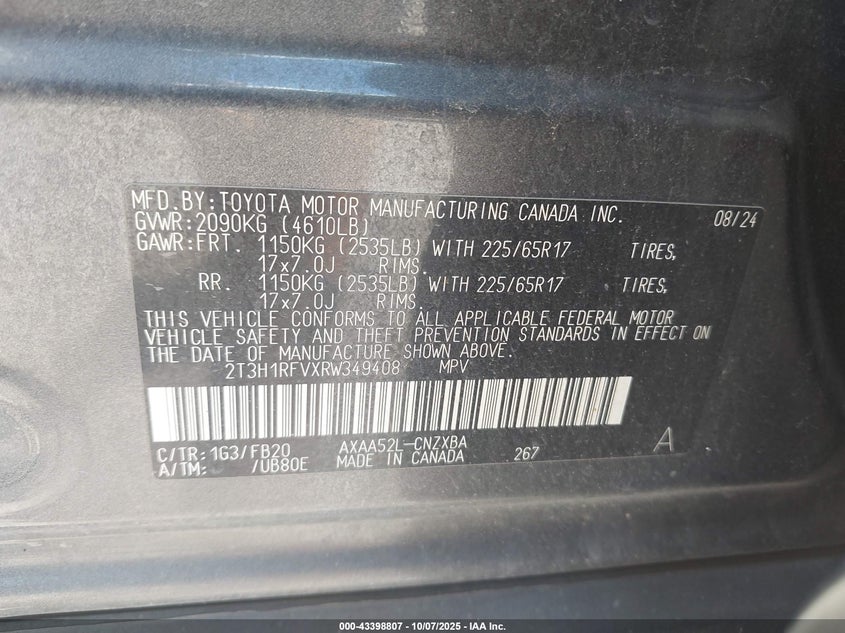 MFD.BY:TOYOTA MOTOR MANUFACTURING CANADA INC. 08/24
GVWR:2090KG (4610LB)
GAWR:FRT. 1150KG (2535LB) WITH 225/65R17 TIRES,
17x7.0J RIMS.
RR. 1150KG (2535LB) WITH 225/65R17 TIRES,
17x7.0J RIMS.
THIS VEHICLE CONFORMS TO ALL APPLICABLE FEDERAL MOTOR
VEHICLE SAFETY AND THEFT PREVENTION STANDARDS IN EFFECT ON
THE DATE OF MANUFACTURE SHOWN ABOVE.
2T3H1RFVXRW349408 MPV
C/TR:1G3/FB20 AXAA52L-CNZXBA A
A/TM: /UB80E MADE IN CANADA 267
000-43398807 - 10/07/2025 - IAA Inc.